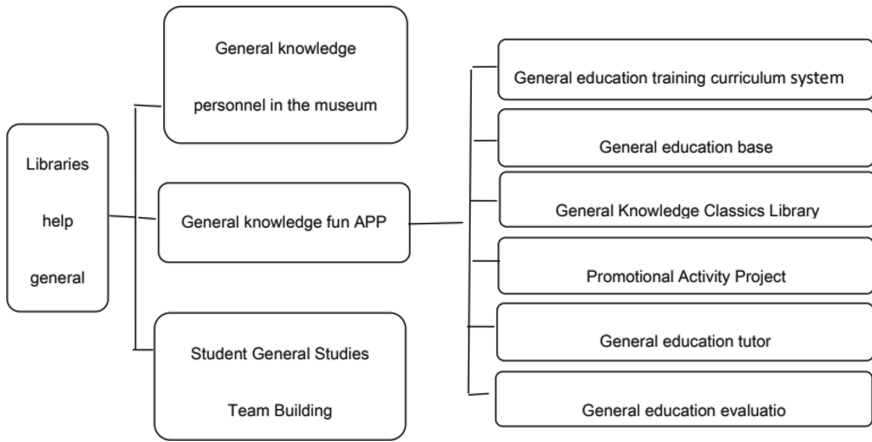 Libraries
help
general
General knowledge
personnel in the museum
General knowledge fun APP
Student General Studies
Team Building
General education training curriculum system
General education base
General Knowledge Classics Library
Promotional Activity Project
General education tutor
General education evaluatio